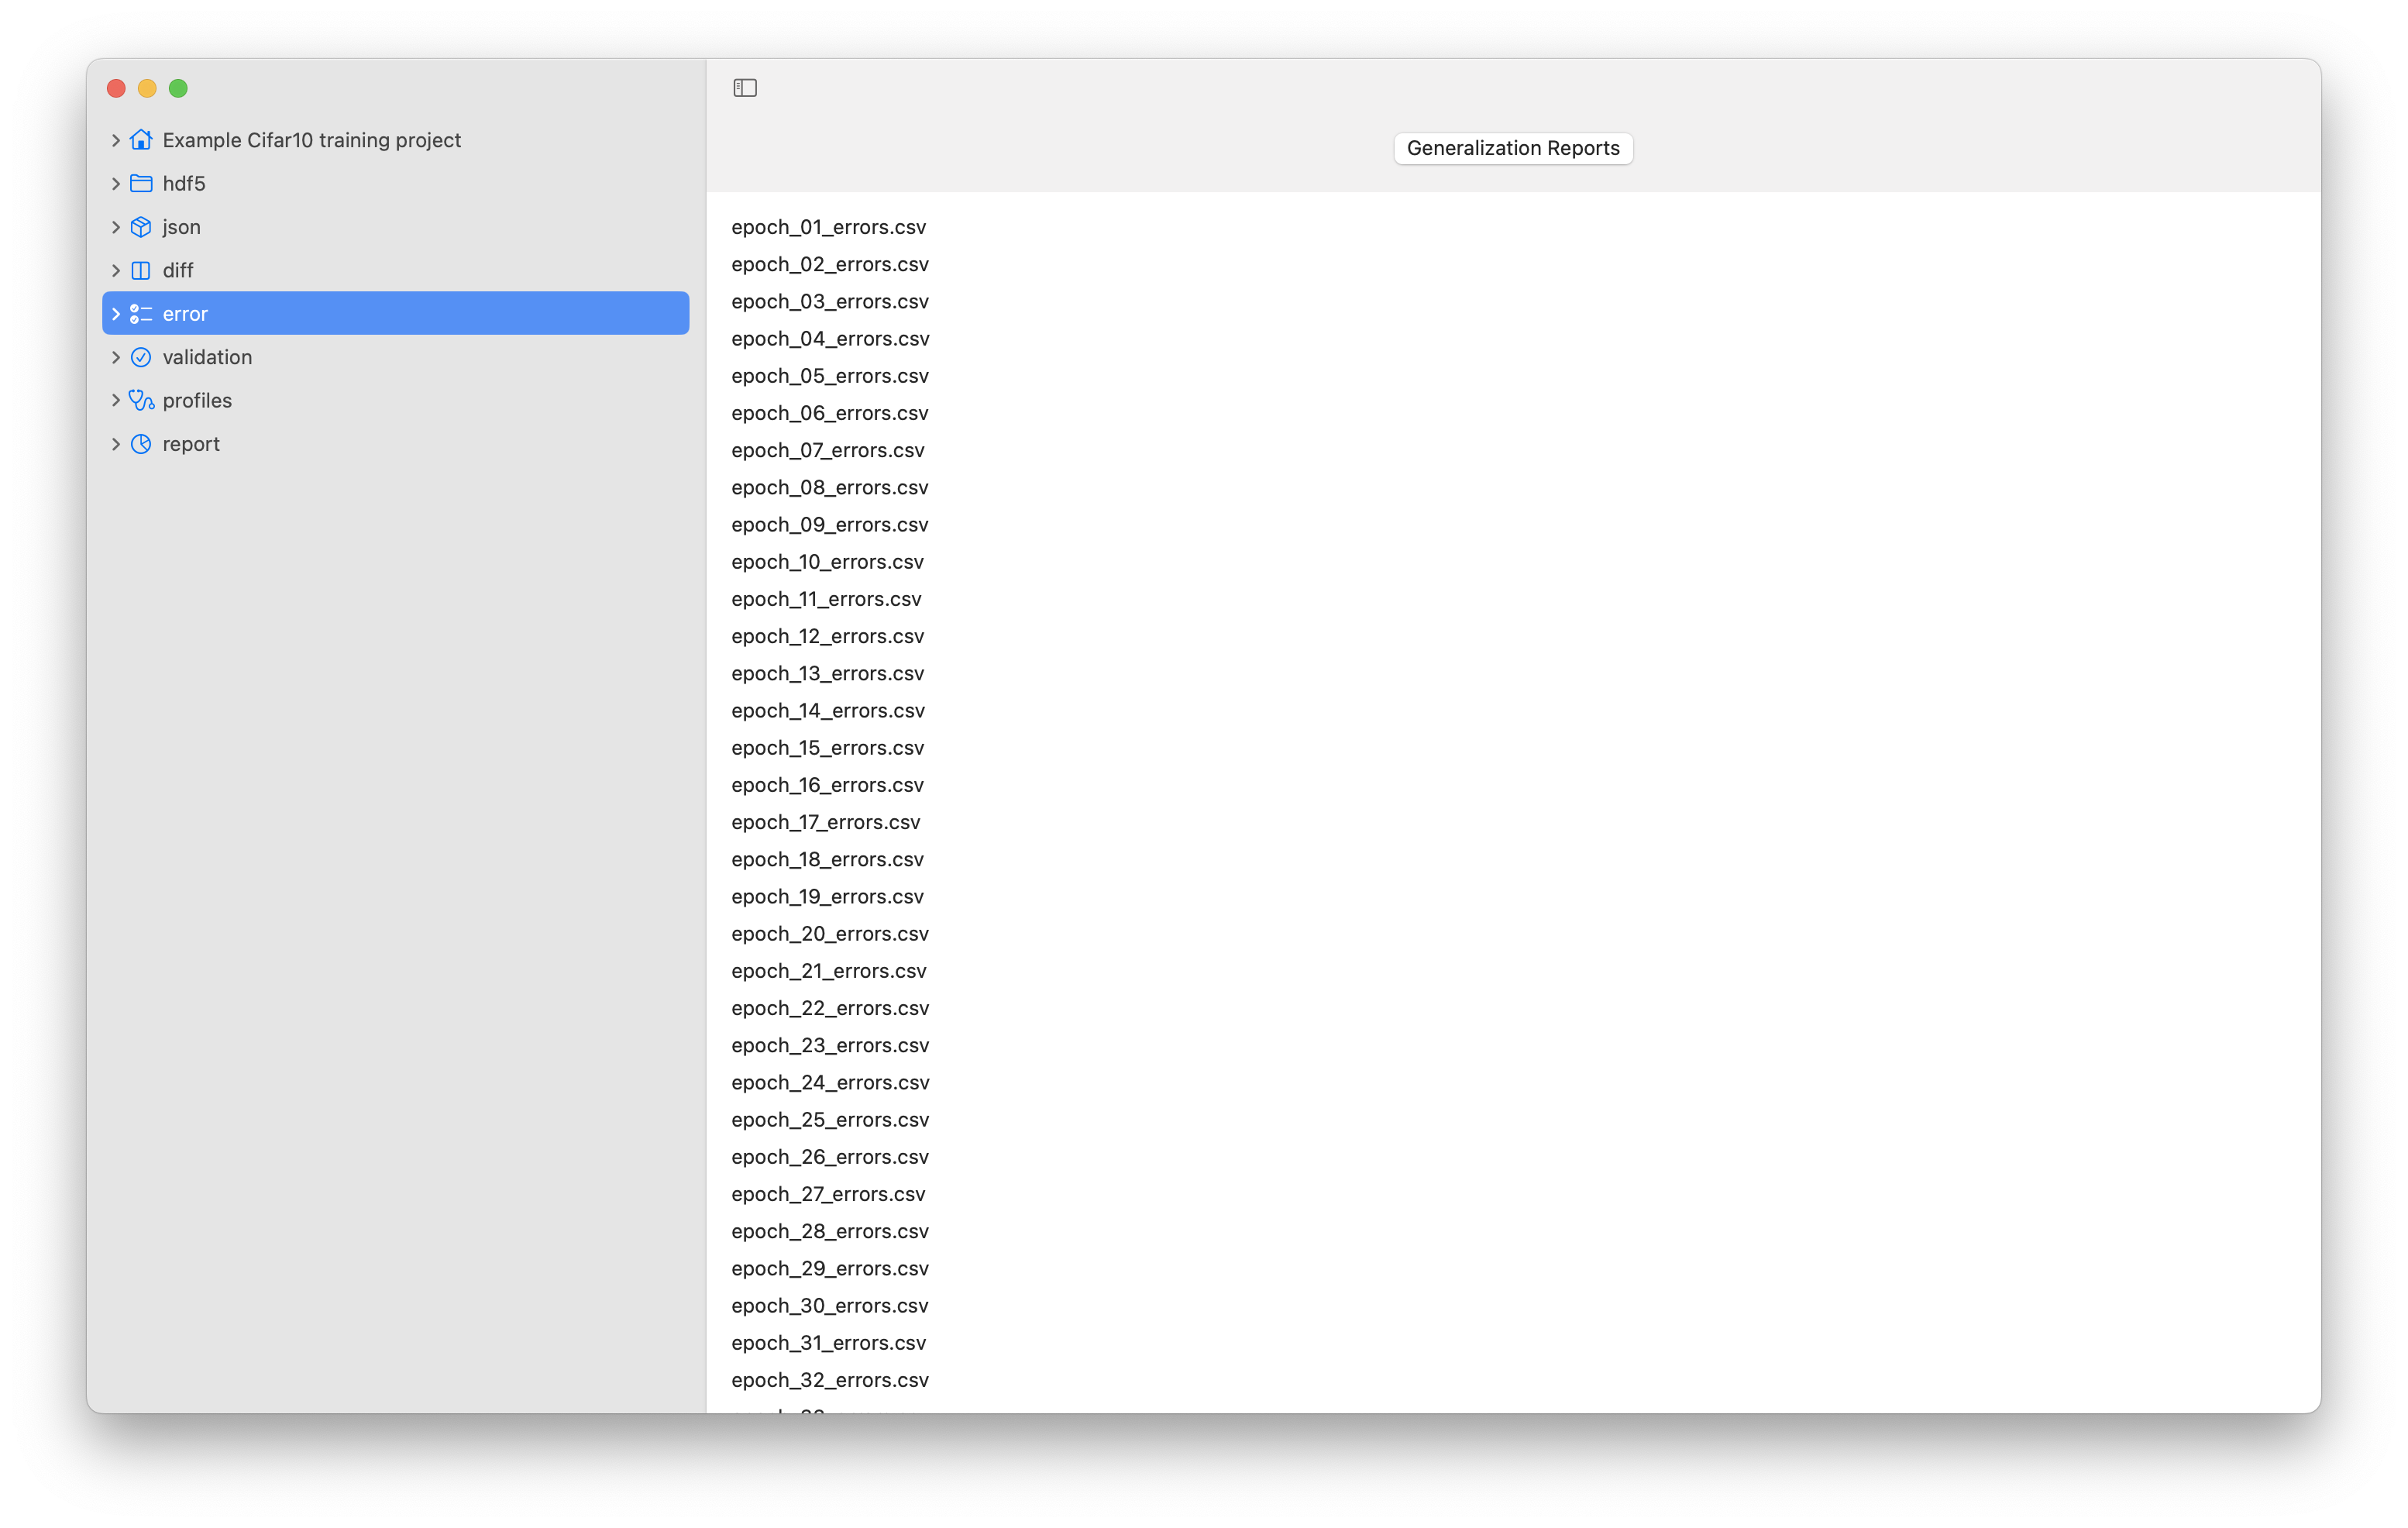 Example Cifar10 training project
hdf5
json
diff
error
validation
profiles
report
Generalization Reports
epoch_01_errors.csv
epoch_02_errors.csv
epoch_03_errors.csv
epoch_04_errors.csv
epoch_05_errors.csv
epoch_06_errors.csv
epoch_07_errors.csv
epoch_08_errors.csv
epoch_09_errors.csv
epoch_10_errors.csv
epoch_11_errors.csv
epoch_12_errors.csv
epoch_13_errors.csv
epoch_14_errors.csv
epoch_15_errors.csv
epoch_16_errors.csv
epoch_17_errors.csv
epoch_18_errors.csv
epoch_19_errors.csv
epoch_20_errors.csv
epoch_21_errors.csv
epoch_22_errors.csv
epoch_23_errors.csv
epoch_24_errors.csv
epoch_25_errors.csv
epoch_26_errors.csv
epoch_27_errors.csv
epoch_28_errors.csv
epoch_29_errors.csv
epoch_30_errors.csv
epoch_31_errors.csv
epoch_32_errors.csv